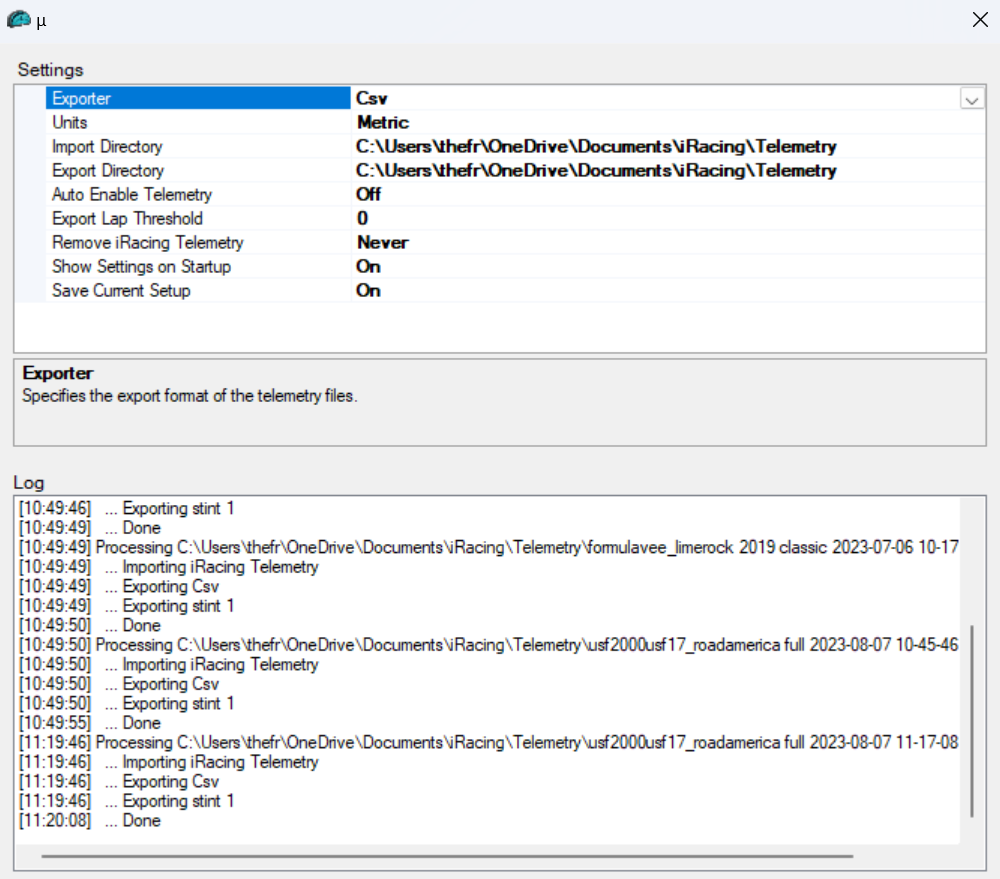 µ
Settings
Exporter Csv
Units Metric
Import Directory C:\Users\thefr\OneDrive\Documents\iRacing\Telemetry
Export Directory C:\Users\thefr\OneDrive\Documents\iRacing\Telemetry
Auto Enable Telemetry Off
Export Lap Threshold 0
Remove iRacing Telemetry Never
Show Settings on Startup On
Save Current Setup On
Exporter
Specifies the export format of the telemetry files.
Log
[10:49:46] ... Exporting stint 1
[10:49:49] ... Done
[10:49:49] Processing C:\Users\thefr\OneDrive\Documents\iRacing\Telemetry\formulavee_limerock 2019 classic 2023-07-06 10-17
[10:49:49] ... Importing iRacing Telemetry
[10:49:49] ... Exporting Csv
[10:49:49] ... Exporting stint 1
[10:49:50] ... Done
[10:49:50] Processing C:\Users\thefr\OneDrive\Documents\iRacing\Telemetry\usf2000usf17_roadamerica full 2023-08-07 10-45-46
[10:49:50] ... Importing iRacing Telemetry
[10:49:50] ... Exporting Csv
[10:49:50] ... Exporting stint 1
[10:49:55] ... Done
[11:19:46] Processing C:\Users\thefr\OneDrive\Documents\iRacing\Telemetry\usf2000usf17_roadamerica full 2023-08-07 11-17-08
[11:19:46] ... Importing iRacing Telemetry
[11:19:46] ... Exporting Csv
[11:19:46] ... Exporting stint 1
[11:20:08] ... Done